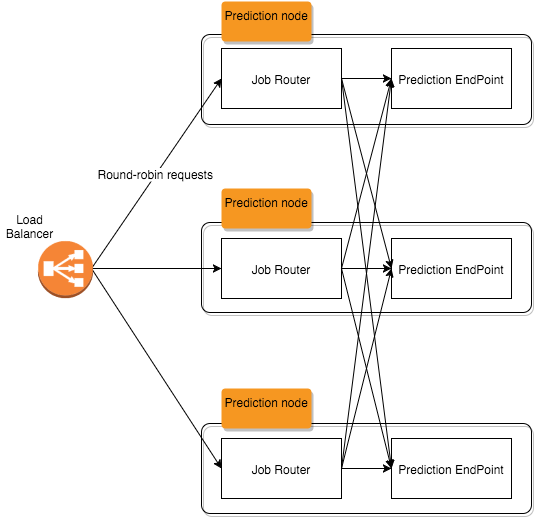 Prediction node
Job Router
Prediction EndPoint
Round-robin requests
Prediction node
Load
Balancer
Job Router
Prediction EndPoint
Prediction node
Job Router
Prediction EndPoint